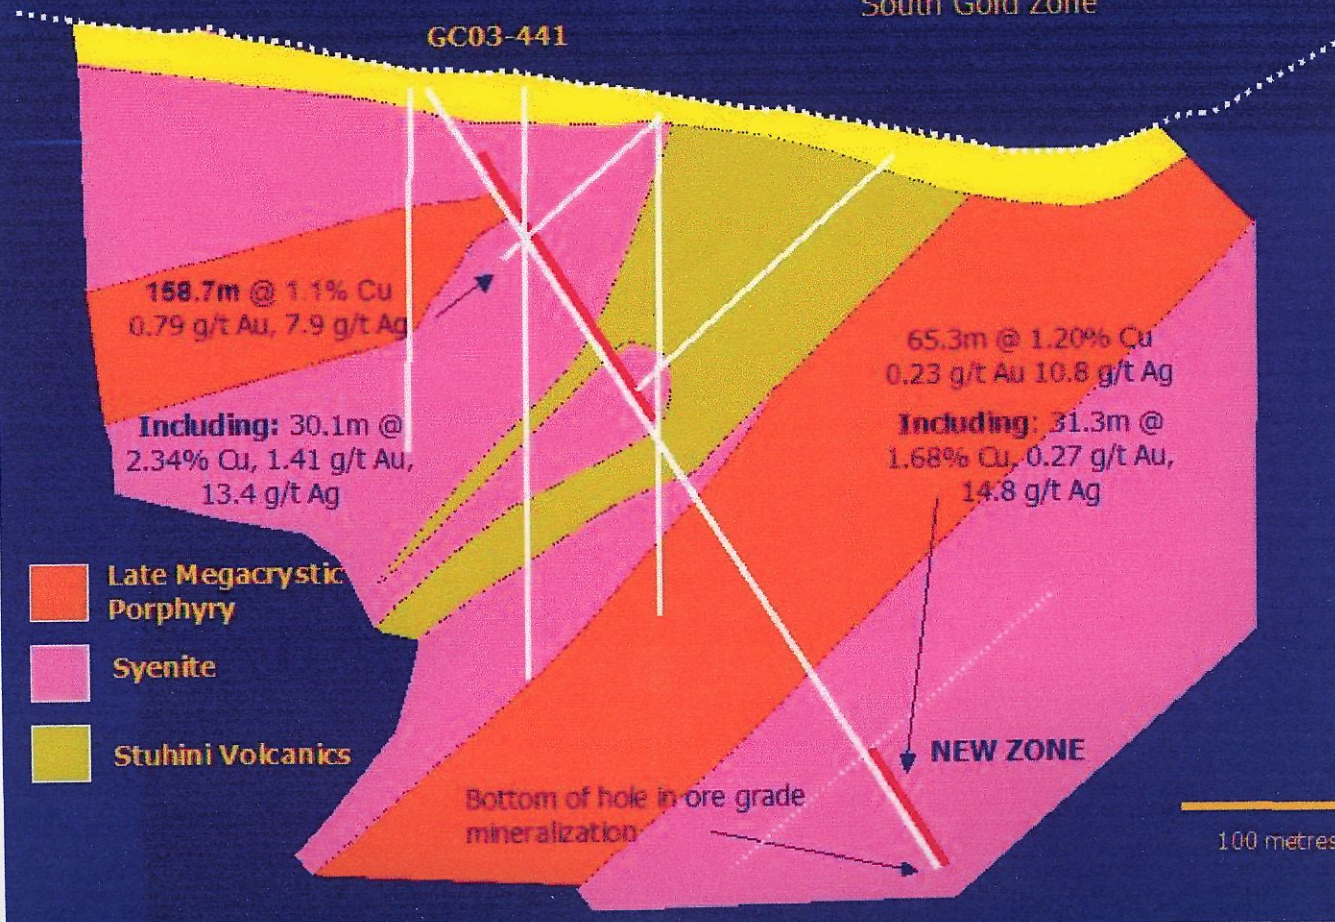 South Gold Zone
GC03-441
158.7m @ 1.1% Cu
0.79 g/t Au, 7.9 g/t Ag
65.3m @ 1.20% Cu
0.23 g/t Au 10.8 g/t Ag
Including: 30.1m @
2.34% Cu, 1.41 g/t Au,
13.4 g/t Ag
Including: 31.3m @
1.68% Cu, 0.27 g/t Au,
14.8 g/t Ag
Late Megacrystic
Porphyry
Syenite
Stuhini Volcanics
NEW ZONE
Bottom of hole in ore grade
mineralization
100 metres